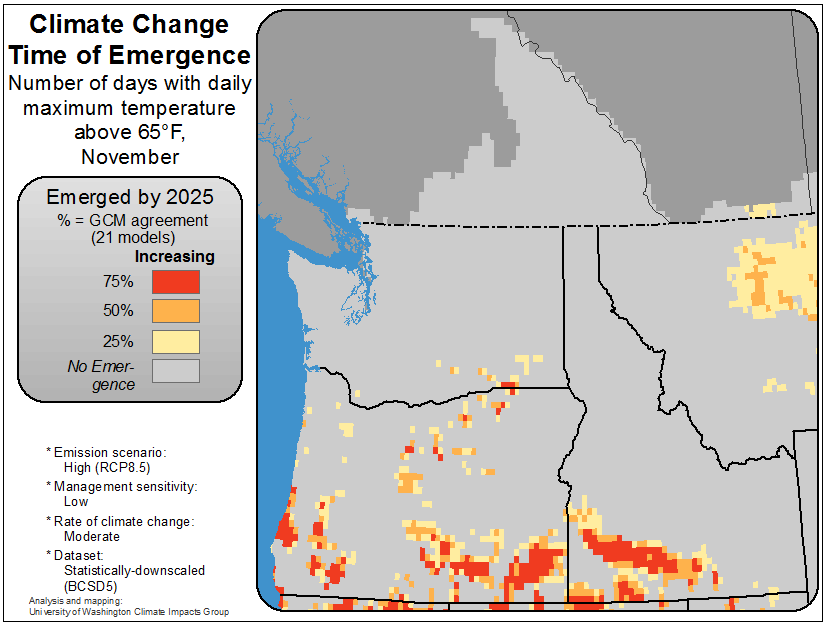 Climate Change
Time of Emergence
Number of days with daily
maximum temperature
above 65°F,
November
Emerged by 2025
% = GCM agreement
(21 models)
Increasing
75%
50%
25%
No Emer-
gence
* Emission scenario:
High (RCP8.5)
* Management sensitivity:
Low
* Rate of climate change:
Moderate
* Dataset:
Statistically-downscaled
(BCSD5)
Analysis and mapping:
University of Washington Climate Impacts Group